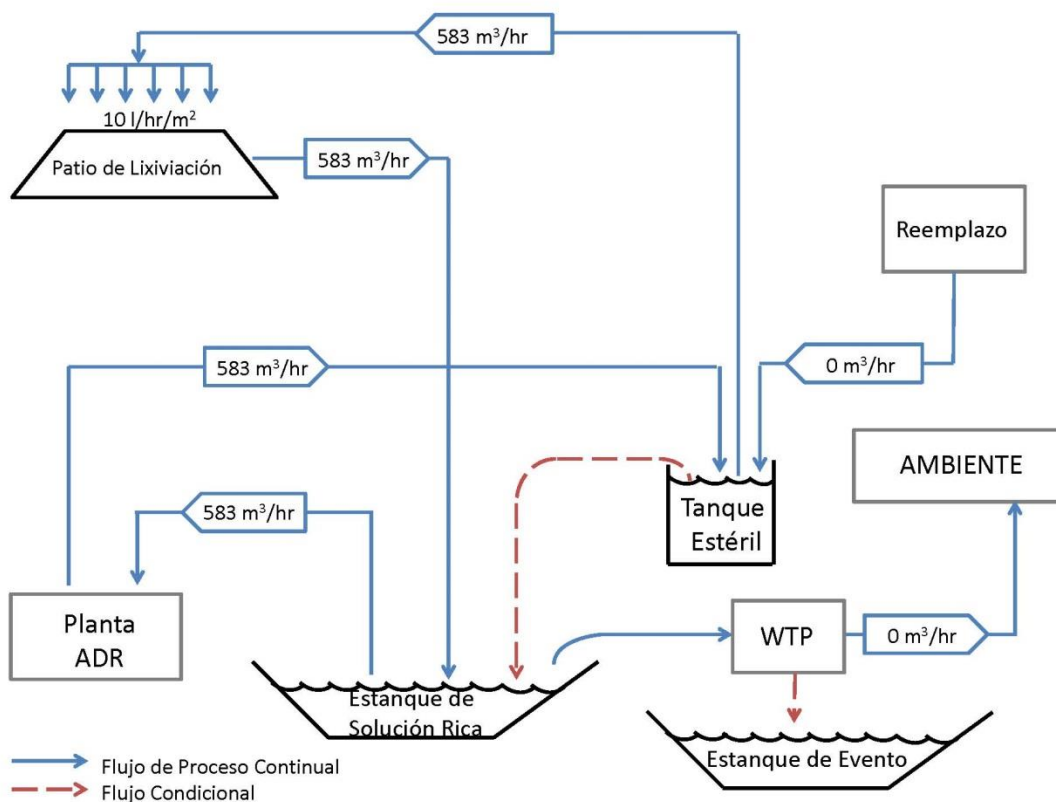 583 m³/hr
10 l/hr/m²
Patio de Lixiviación
583 m³/hr
Reemplazo
583 m³/hr
0 m³/hr
AMBIENTE
583 m³/hr
Tanque
Estéril
Planta
ADR
WTP
0 m³/hr
Estanque de
Solución Rica
Estanque de Evento
Flujo de Proceso Continual
Flujo Condicional